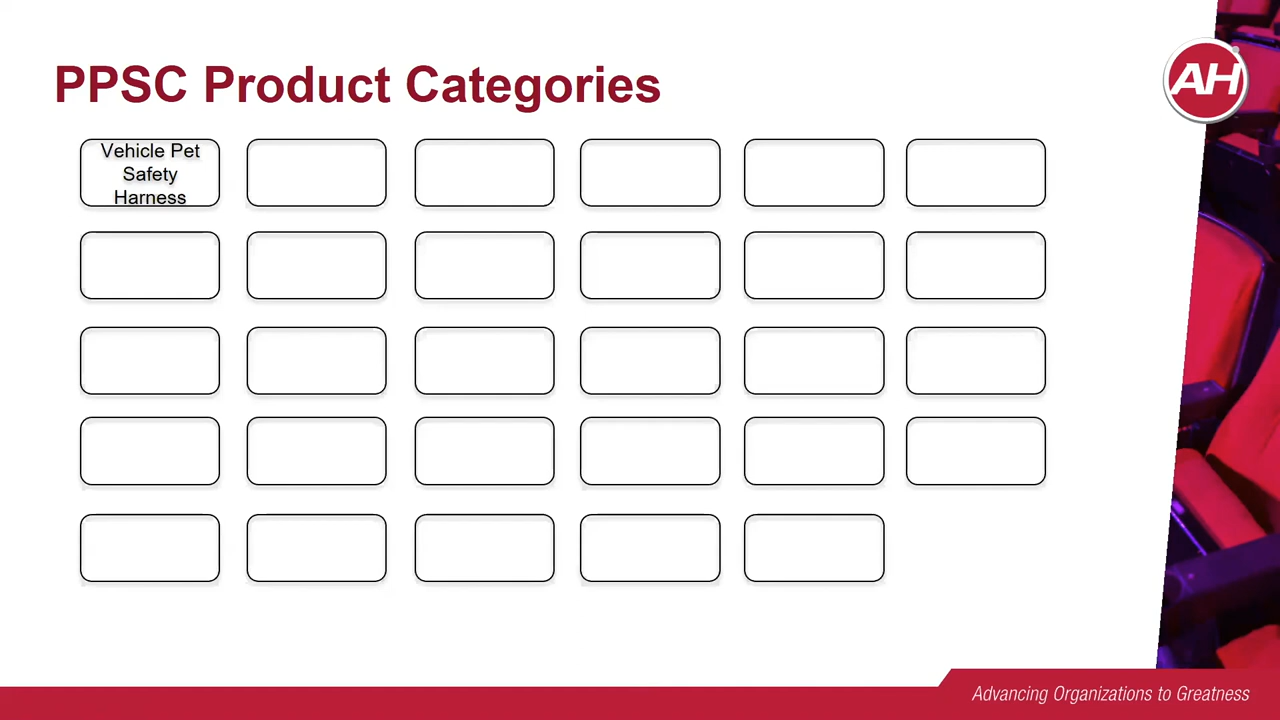 PPSC Product Categories
AH
Vehicle Pet
Safety
Harness
Advancing Organizations to Greatness